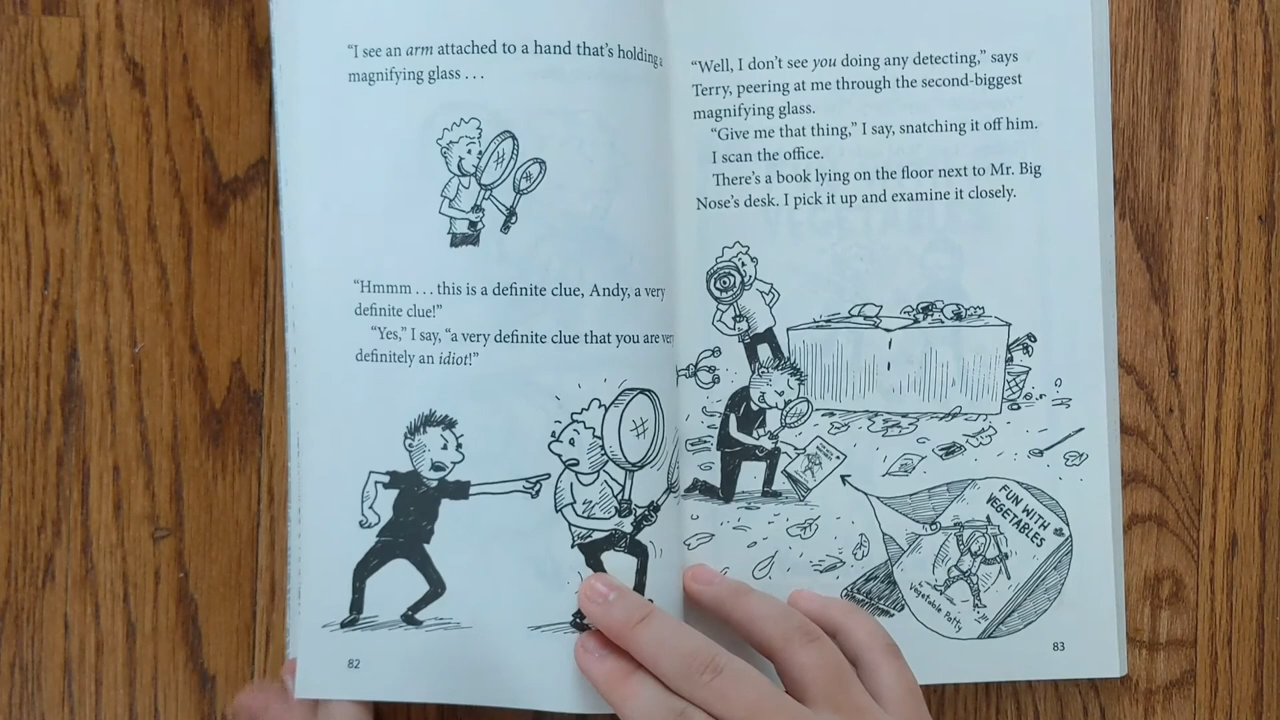 “I see an arm attached to a hand that’s holding a
magnifying glass . . .
“Hmmm . . . this is a definite clue, Andy, a very
definite clue!”
“Yes,” I say, “a very definite clue that you are very
definitely an idiot!”
82
“Well, I don’t see you doing any detecting,” says
Terry, peering at me through the second-biggest
magnifying glass.
“Give me that thing,” I say, snatching it off him.
I scan the office.
There’s a book lying on the floor next to Mr. Big
Nose’s desk. I pick it up and examine it closely.
FUN WITH
VEGETABLES
Vegetable Patty
83